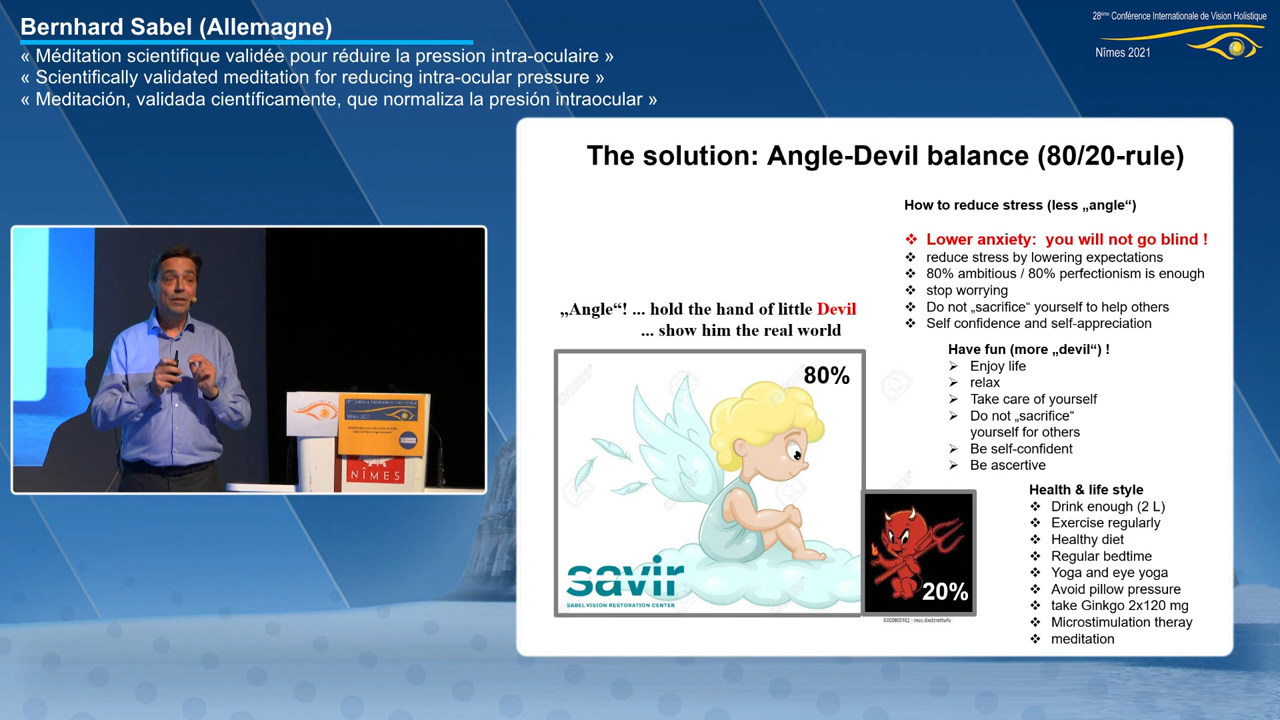 Bernhard Sabel (Allemagne)
« Méditation scientifique validée pour réduire la pression intra-oculaire »
« Scientifically validated meditation for reducing intra-ocular pressure »
« Meditación, validada científicamente, que normaliza la presión intraocular »
28ème Conférence Internationale de Vision Holistique
Nîmes 2021
The solution: Angle-Devil balance (80/20-rule)
How to reduce stress (less „angle“)
❖ Lower anxiety: you will not go blind !
❖ reduce stress by lowering expectations
❖ 80% ambitious / 80% perfectionism is enough
❖ stop worrying
❖ Do not „sacrifice“ yourself to help others
❖ Self confidence and self-appreciation
„Angle“! ... hold the hand of little Devil
... show him the real world
80%
Have fun (more „devil“) !
➢ Enjoy life
➢ relax
➢ Take care of yourself
➢ Do not „sacrifice“
yourself for others
➢ Be self-confident
➢ Be ascertive
savir
SABEL VISION RESTORATION CENTER
20%
Health & life style
❖ Drink enough (2 L)
❖ Exercise regularly
❖ Healthy diet
❖ Regular bedtime
❖ Yoga and eye yoga
❖ Avoid pillow pressure
❖ take Ginkgo 2x120 mg
❖ Microstimulation theray
❖ meditation
Nîmes 2021
NÎMES